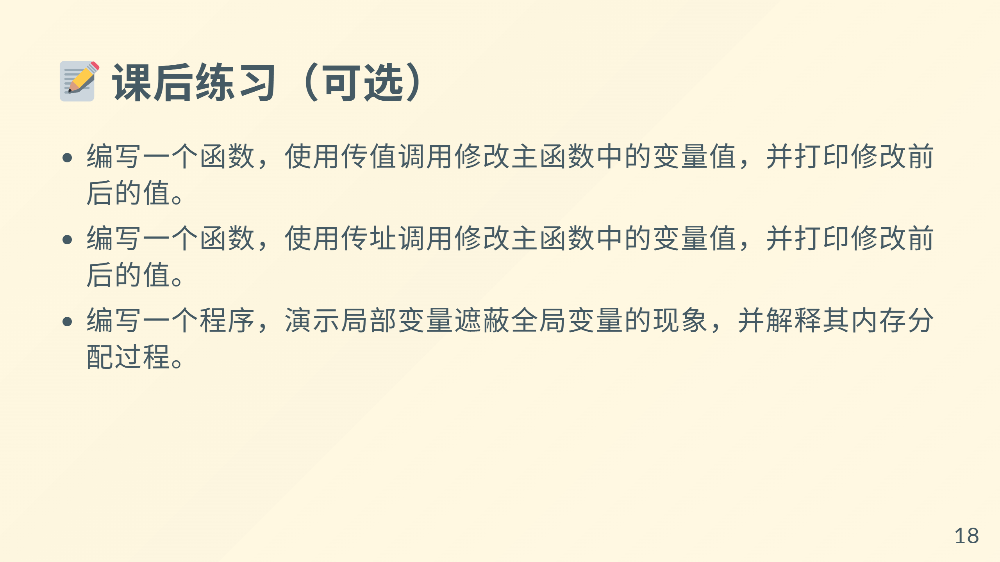 课后练习（可选）
• 编写一个函数，使用传值调用修改主函数中的变量值，并打印修改前
后的值。
• 编写一个函数，使用传址调用修改主函数中的变量值，并打印修改前
后的值。
• 编写一个程序，演示局部变量遮蔽全局变量的现象，并解释其内存分
配过程。
18